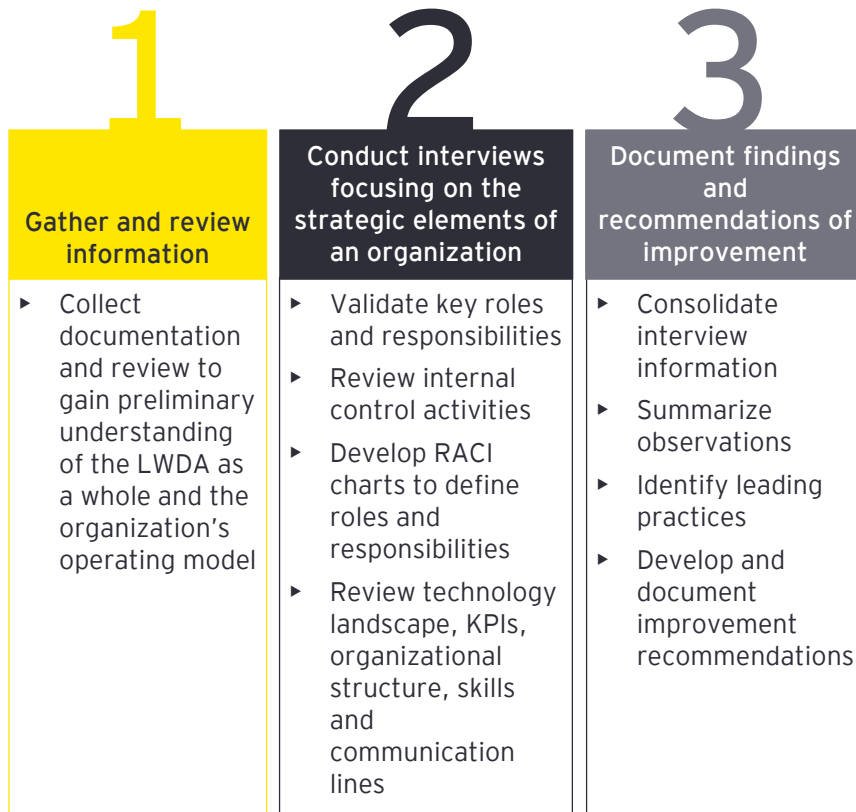 1
Gather and review
information
► Collect
documentation
and review to
gain preliminary
understanding
of the LWDA as
a whole and the
organization’s
operating model
2
Conduct interviews
focusing on the
strategic elements of
an organization
► Validate key roles
and responsibilities
► Review internal
control activities
► Develop RACI
charts to define
roles and
responsibilities
► Review technology
landscape, KPIs,
organizational
structure, skills
and
communication
lines
3
Document findings
and
recommendations of
improvement
► Consolidate
interview
information
► Summarize
observations
► Identify leading
practices
► Develop and
document
improvement
recommendations